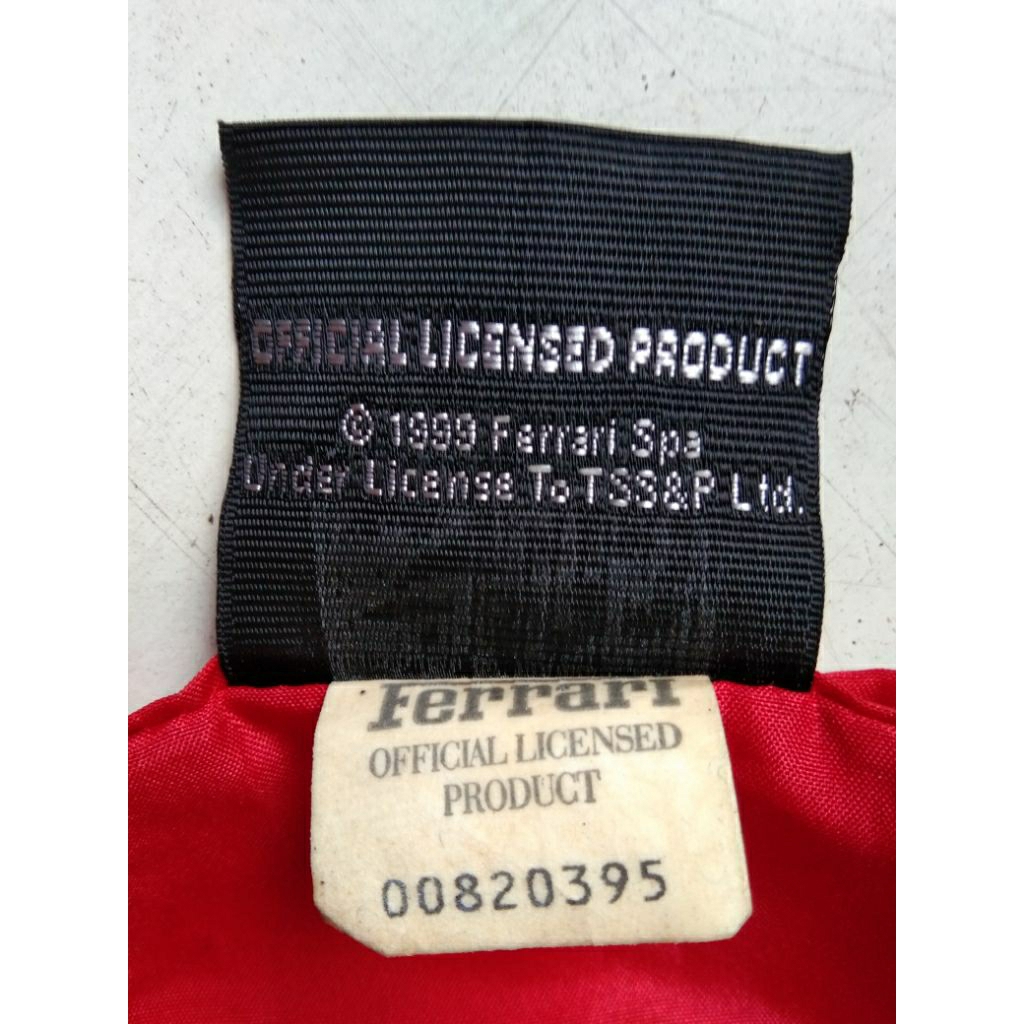 OFFICIAL LICENSED PRODUCT
© 1999 Ferrari Spa
Under License To TSS&P Ltd.
Ferrari
OFFICIAL LICENSED
PRODUCT
00820395